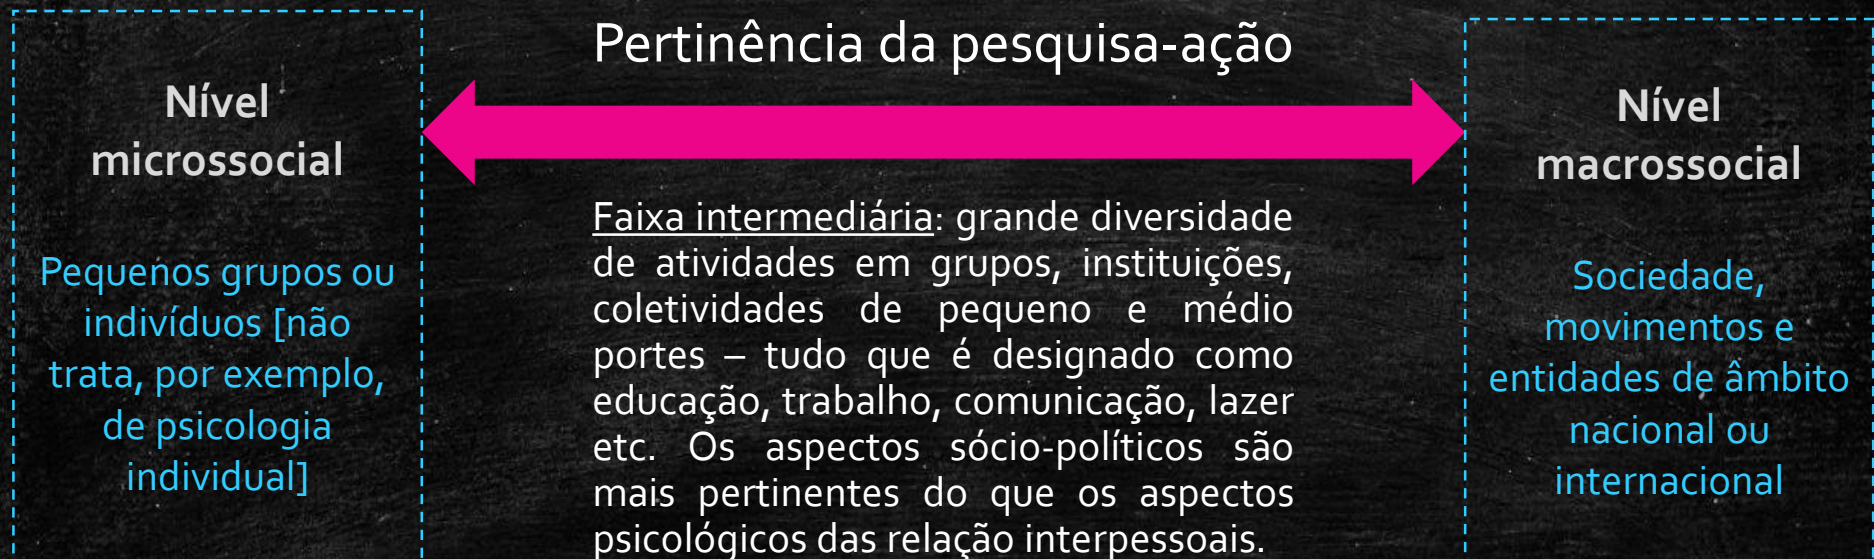 Pertinência da pesquisa-ação
Nível
microssocial
Pequenos grupos ou
indivíduos [não
trata, por exemplo,
de psicologia
individual]
Faixa intermediária: grande diversidade
de atividades em grupos, instituições,
coletividades de pequeno e médio
portes – tudo que é designado como
educação, trabalho, comunicação, lazer
etc. Os aspectos sócio-políticos são
mais pertinentes do que os aspectos
psicológicos das relação interpessoais.
Nível
macrossocial
Sociedade,
movimentos e
entidades de âmbito
nacional ou
internacional